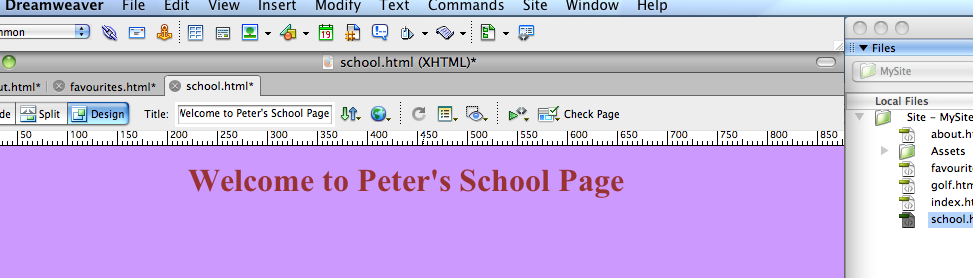 Dreamweaver File Edit View Insert Modify Text Commands Site Window Help
mmon
19
school.html (XHTML)*
Files
ut.html* favourites.html* school.html*
MySite
de Split Design Title: Welcome to Peter's School Page Check Page
Local Files
50 100 150 200 250 300 350 400 450 500 550 600 650 700 750 800 850
Site - MySite
about.h
Assets
favourit
golf.htm
index.ht
school.h
Welcome to Peter's School Page